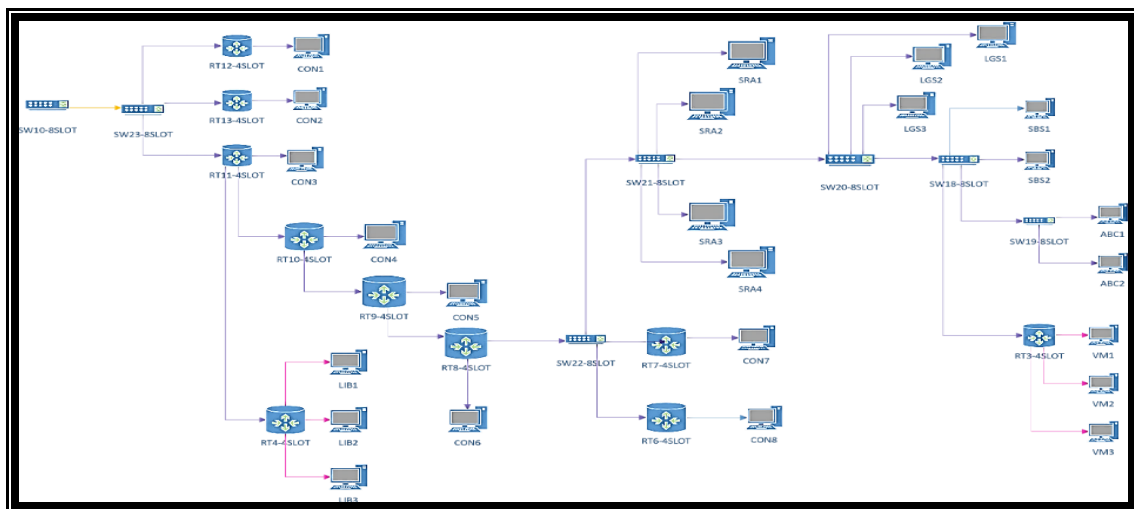 RT12-4SLOT
CON1
SW10-8SLOT
SW23-8SLOT
RT13-4SLOT
CON2
RT11-4SLOT
CON3
RT10-4SLOT
CON4
RT9-4SLOT
CON5
RT8-4SLOT
CON6
RT4-4SLOT
LIB1
LIB2
LIB3
SW22-8SLOT
RT7-4SLOT
CON7
RT6-4SLOT
CON8
SW21-8SLOT
SRA1
SRA2
SRA3
SRA4
SW20-8SLOT
LGS1
LGS2
LGS3
SW18-8SLOT
SBS1
SBS2
SW19-8SLOT
ABC1
ABC2
RT3-4SLOT
VM1
VM2
VM3